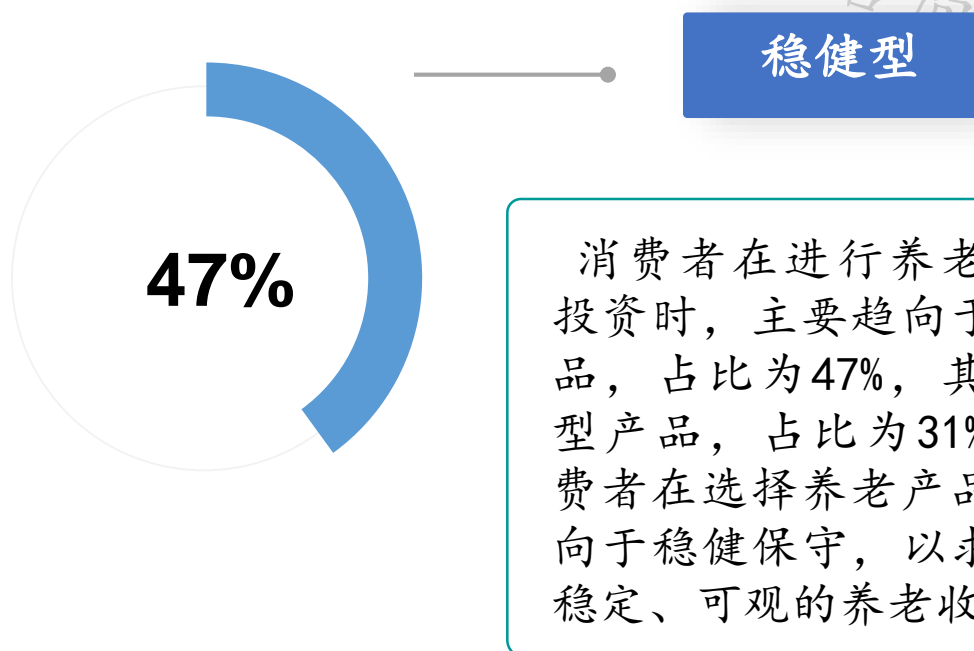 稳健型
47%
消费者在进行养老
投资时，主要趋向于
品，占比为47%，其
型产品，占比为31%
费者在选择养老产品
向于稳健保守，以求
稳定、可观的养老收